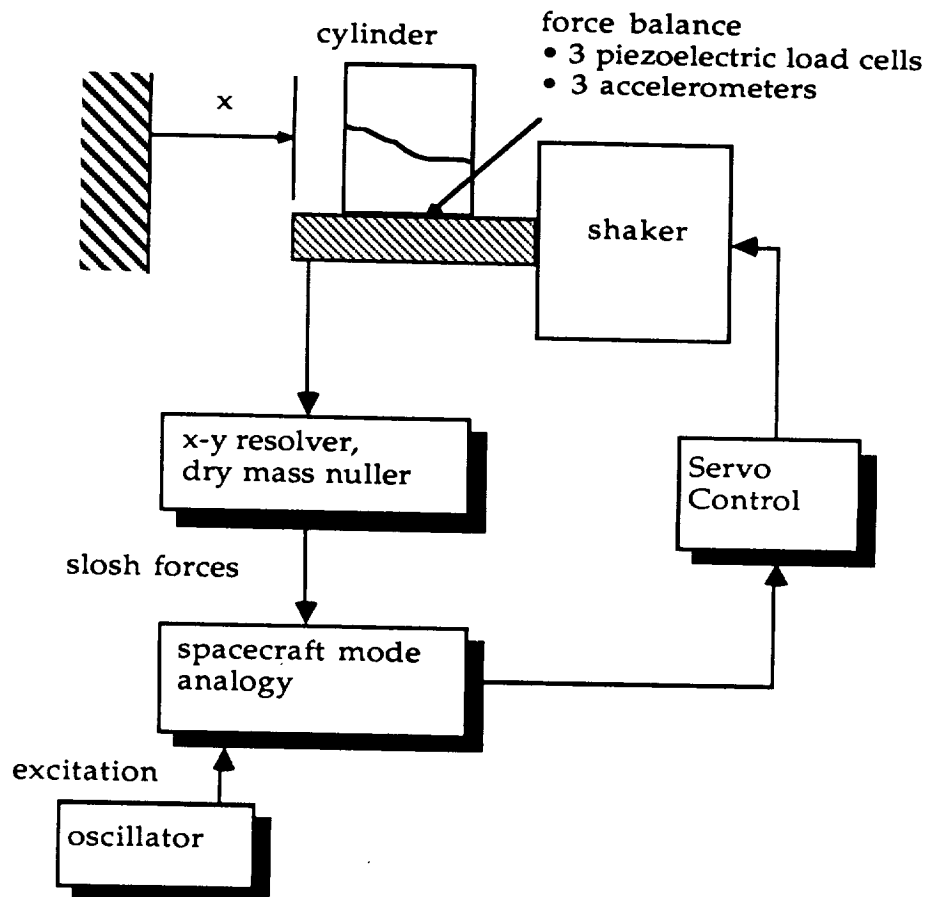 cylinder
force balance
• 3 piezoelectric load cells
• 3 accelerometers
x
shaker
x-y resolver,
dry mass nuller
Servo
Control
slosh forces
spacecraft mode
analogy
excitation
oscillator